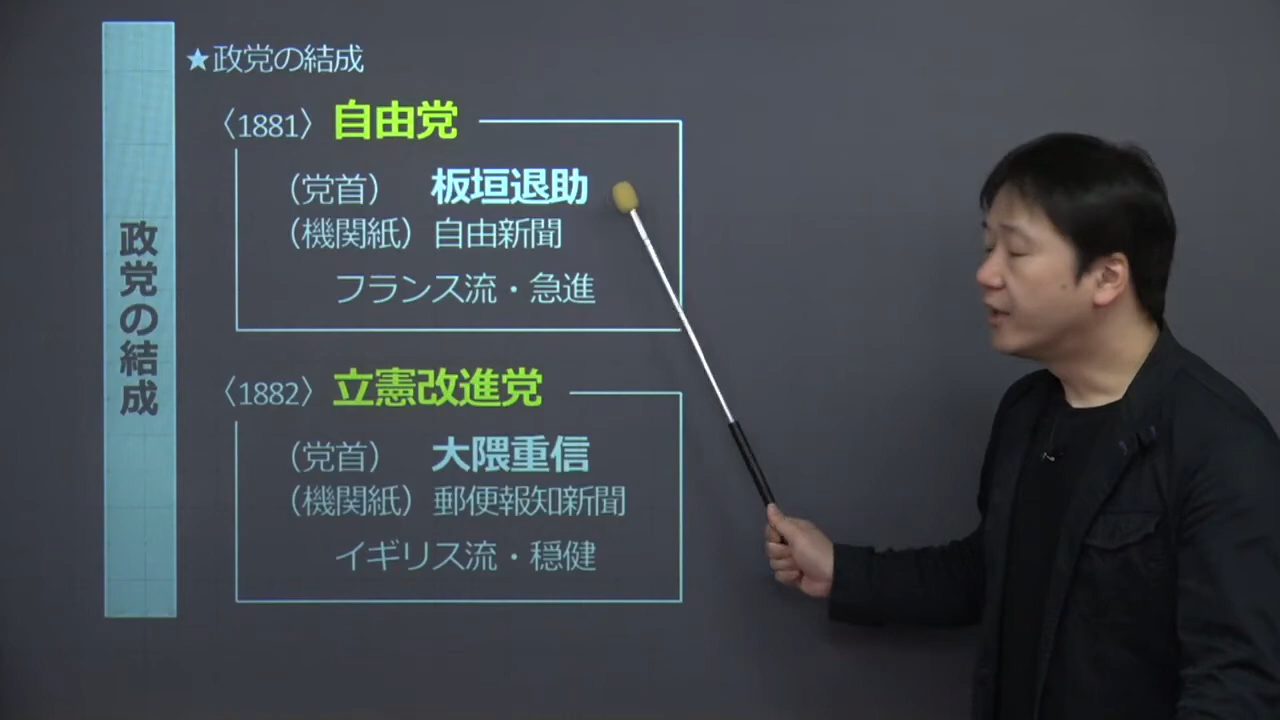 政党の結成
★政党の結成
〈1881〉 自由党
（党首） 板垣退助
（機関紙）自由新聞
フランス流・急進
〈1882〉 立憲改進党
（党首） 大隈重信
（機関紙）郵便報知新聞
イギリス流・穏健